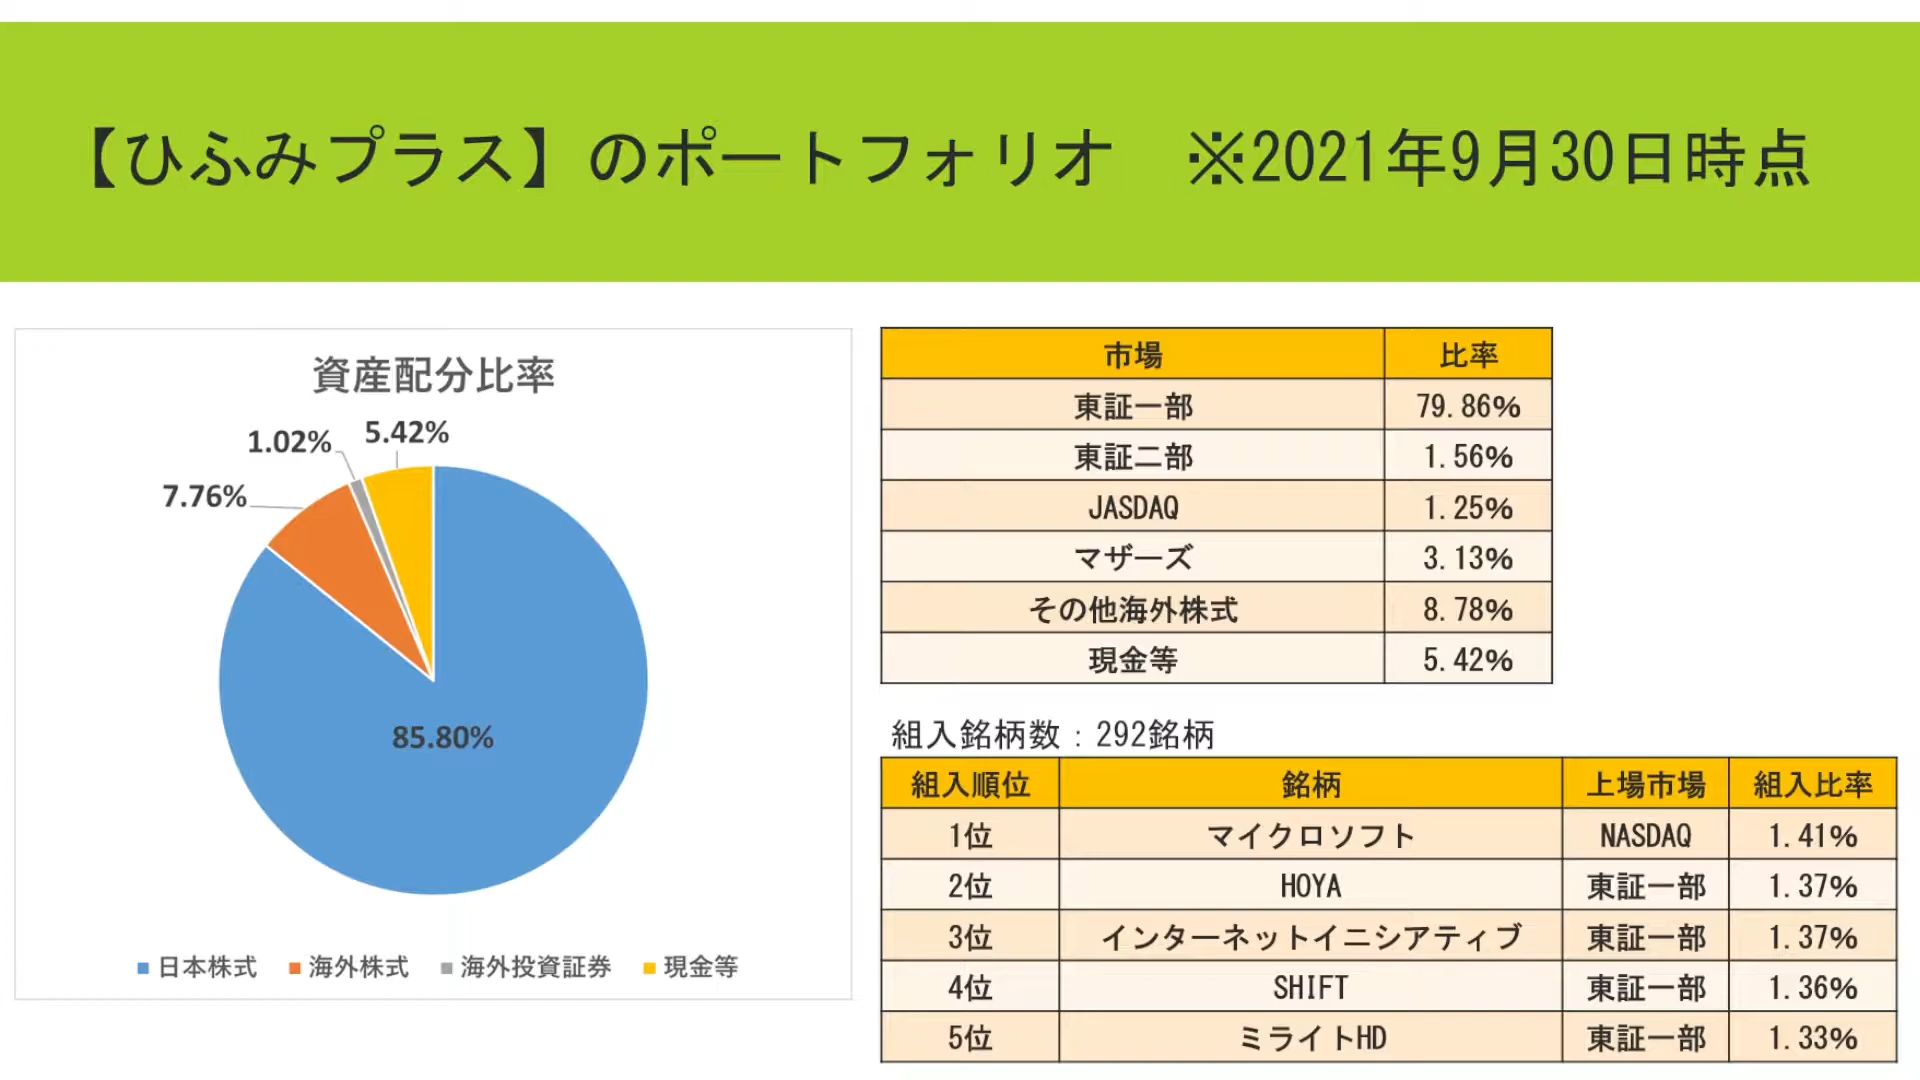 【ひふみプラス】のポートフォリオ　※2021年9月30日時点
資産配分比率
1.02%
5.42%
7.76%
85.80%
日本株式 海外株式 海外投資証券 現金等
市場 比率
東証一部 79.86%
東証二部 1.56%
JASDAQ 1.25%
マザーズ 3.13%
その他海外株式 8.78%
現金等 5.42%
組入銘柄数：292銘柄
組入順位 銘柄 上場市場 組入比率
1位 マイクロソフト NASDAQ 1.41%
2位 HOYA 東証一部 1.37%
3位 インターネットイニシアティブ 東証一部 1.37%
4位 SHIFT 東証一部 1.36%
5位 ミライトHD 東証一部 1.33%